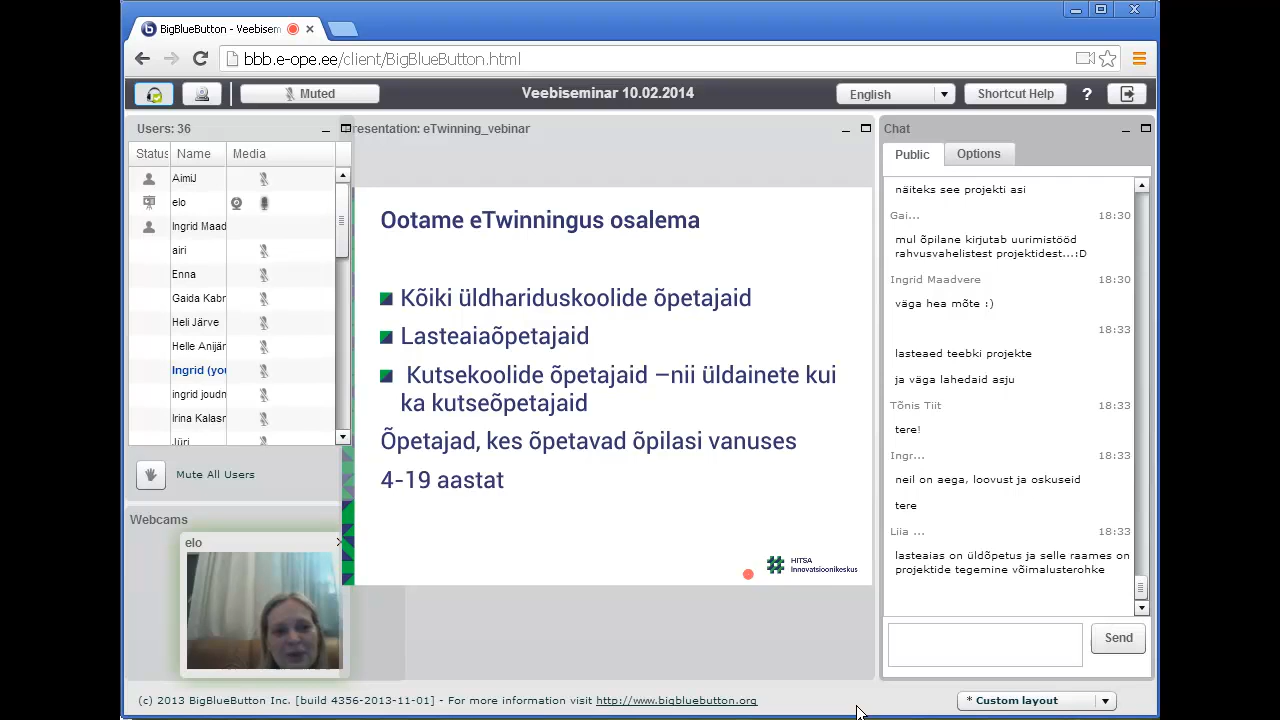 BigBlueButton - Veebisem
bbb.e-ope.ee/client/BigBlueButton.html
Muted
Veebiseminar 10.02.2014
English
Shortcut Help
?
Users: 36
Status Name Media
AimiJ
elo
Ingrid Maad
airi
Enna
Gaida Kabr
Heli Järve
Helle Anijär
Ingrid (you
ingrid joudn
Irina Kalasn
Jüri
Mute All Users
Webcams
elo
resentation: eTwinning_vebinar
Ootame eTwinningus osalema
Kõiki üldhariduskoolide õpetajaid
Lasteaiaõpetajaid
Kutsekoolide õpetajaid –nii üldainete kui
ka kutseõpetajaid
Õpetajad, kes õpetavad õpilasi vanuses
4-19 aastat
HITSA
Innovatsioonikeskus
Chat
Public Options
näiteks see projekti asi
Gai... 18:30
mul õpilane kirjutab uurimistööd
rahvusvahelistest projektidest...:D
Ingrid Maadvere 18:30
väga hea mõte :)
18:33
lasteaed teebki projekte
ja väga lahedaid asju
Tõnis Tiit 18:33
tere!
Ingr... 18:33
neil on aega, loovust ja oskuseid
tere
Liia ... 18:33
lasteaias on üldõpetus ja selle raames on
projektide tegemine võimalusterohke
Send
(c) 2013 BigBlueButton Inc. [build 4356-2013-11-01] - For more information visit http://www.bigbluebutton.org
* Custom layout